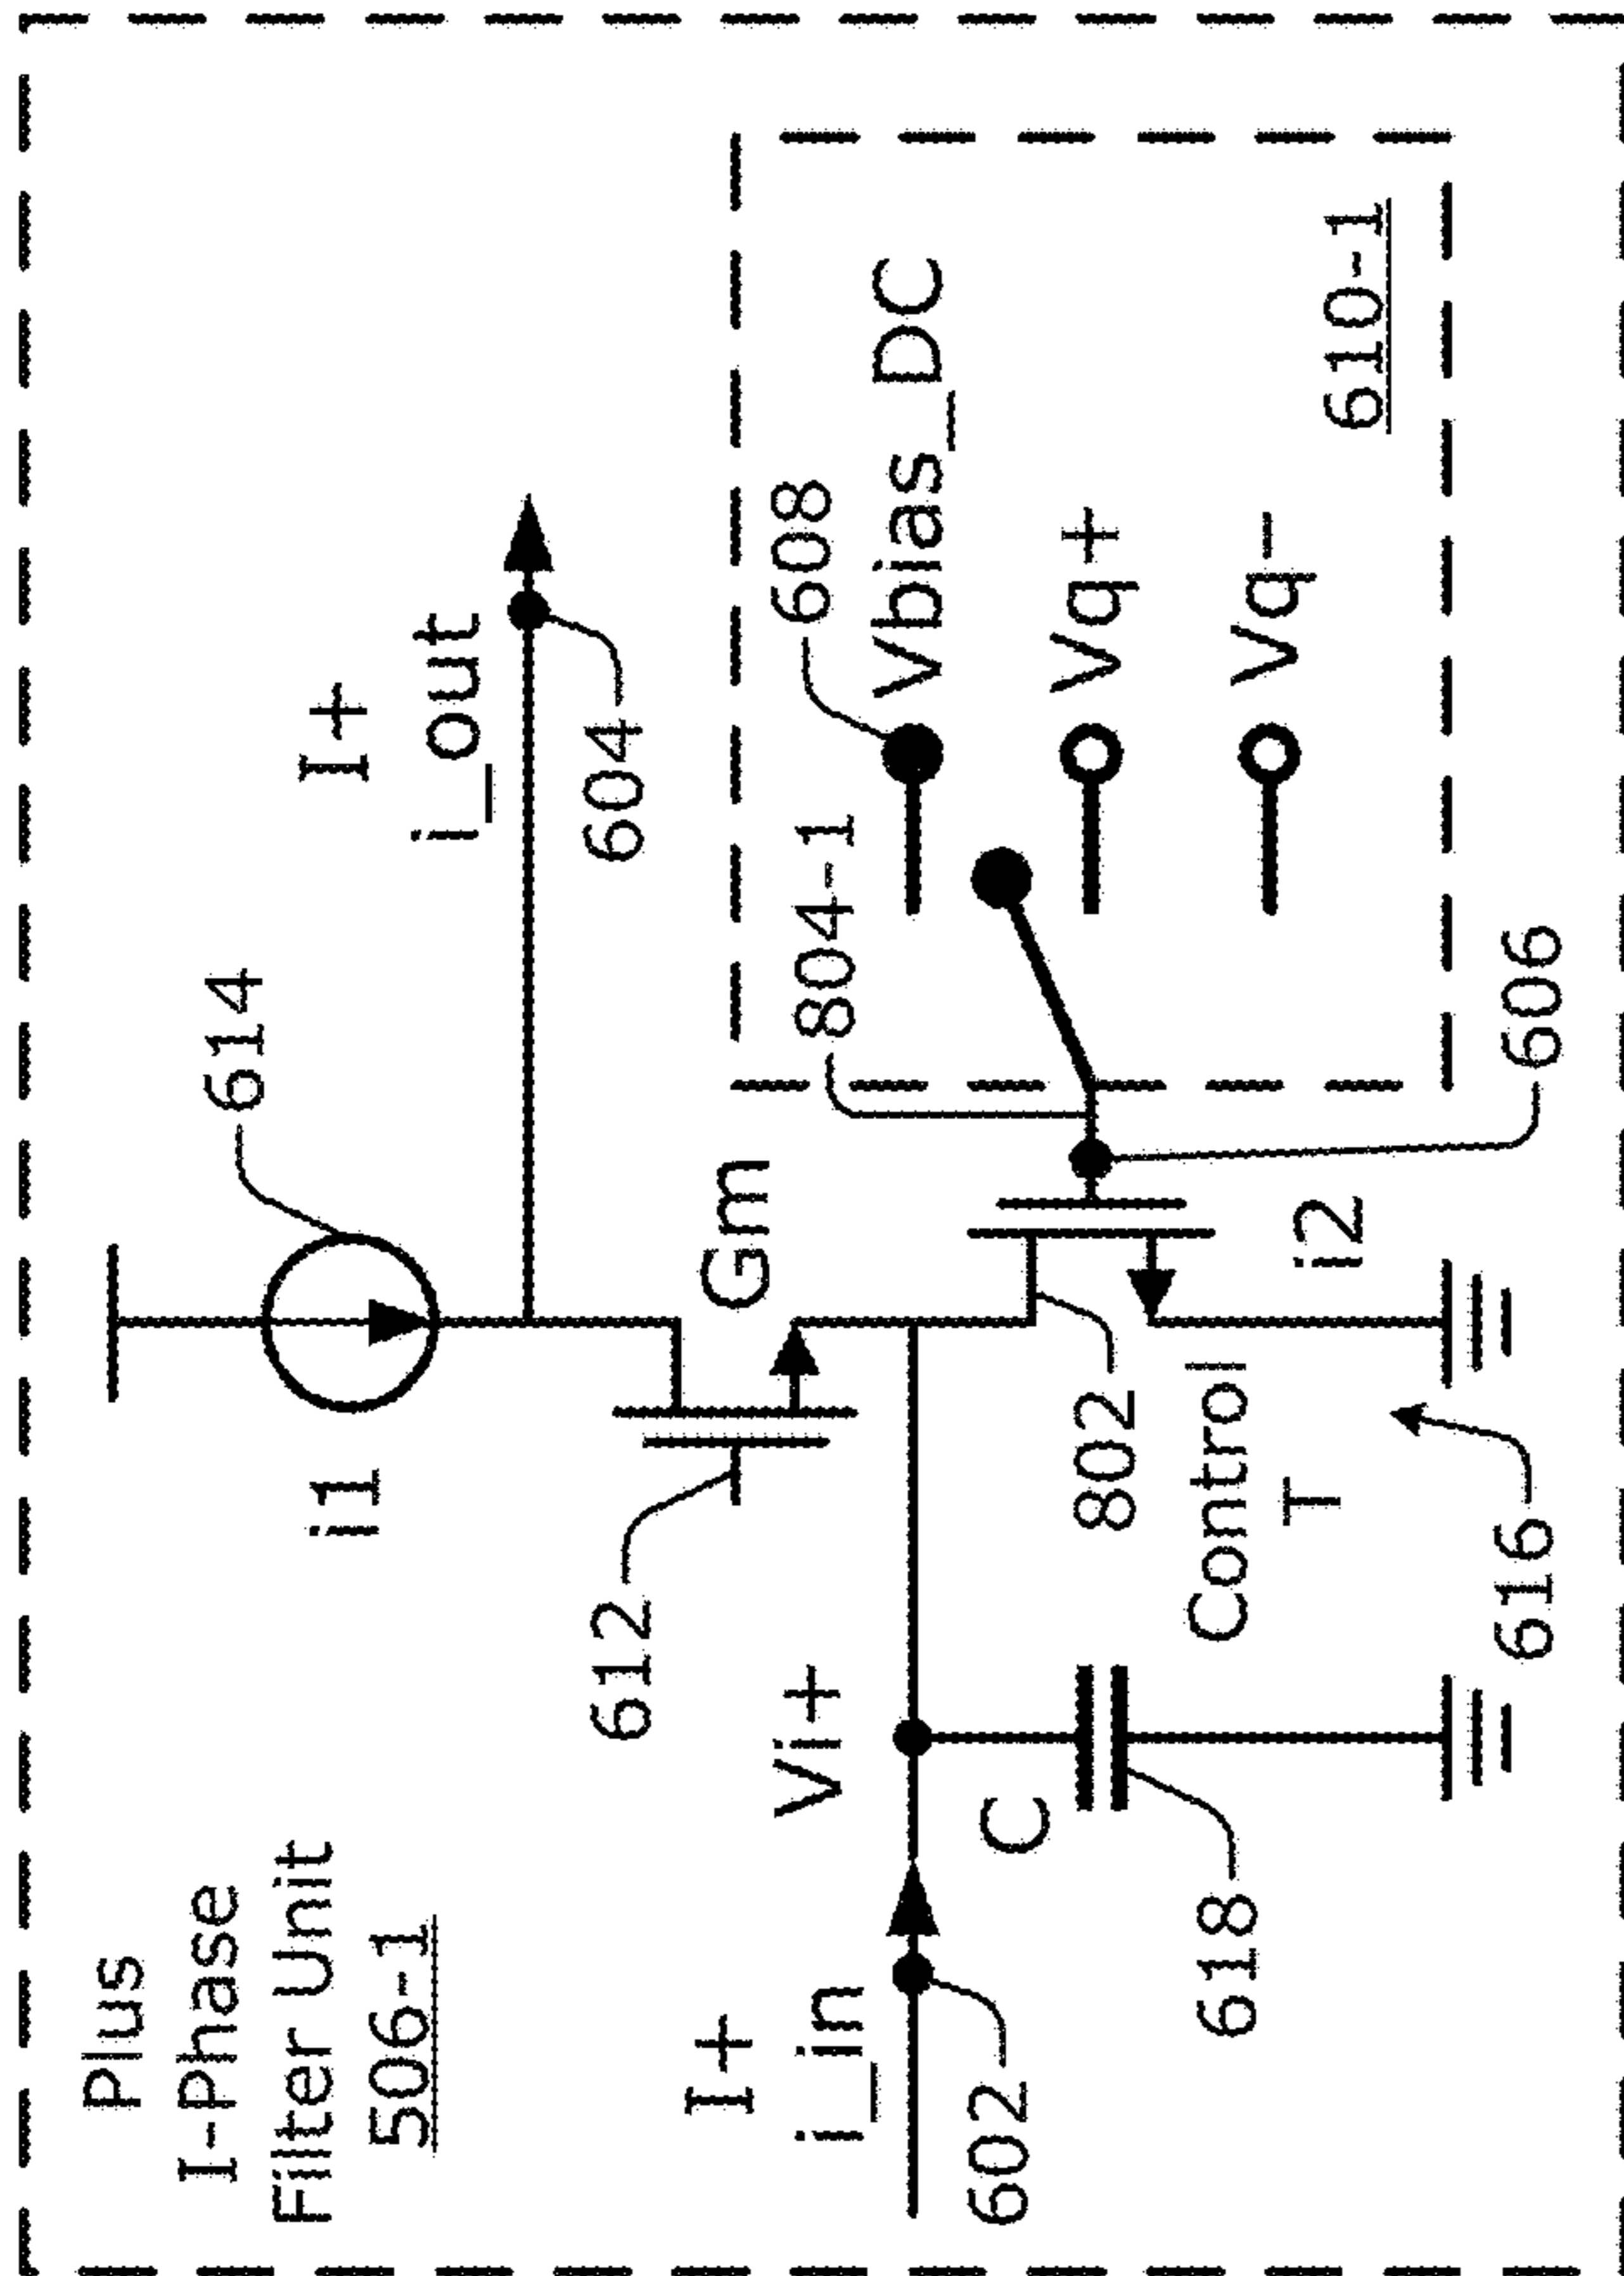 Plus
I-Phase
Filter Unit
506-1
i1
614
I+
i_out
604
612
Gm
I+
i_in
602
Vi+
C
618
804-1
608
Vbias_DC
Vq+
Vq-
610-1
802
Control
T
i2
606
616